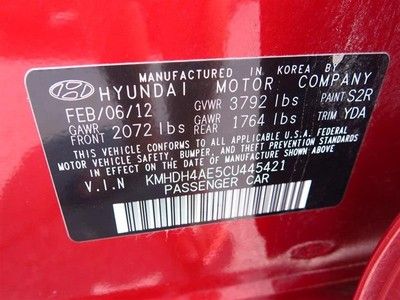 MANUFACTURED IN KOREA BY
HYUNDAI MOTOR COMPANY
FEB/06/12 GVWR 3792 lbs PAINT S2R
GAWR FRONT 2072 lbs GAWR REAR 1764 lbs TRIM YDA
THIS VEHICLE CONFORMS TO ALL APPLICABLE U.S.A. FEDERAL
MOTOR VEHICLE SAFETY, BUMPER, AND THEFT PREVENTION STANDARDS
IN EFFECT ON THE DATE OF MANUFACTURE SHOWN ABOVE.
V.I.N KMHDH4AE5CU445421
PASSENGER CAR